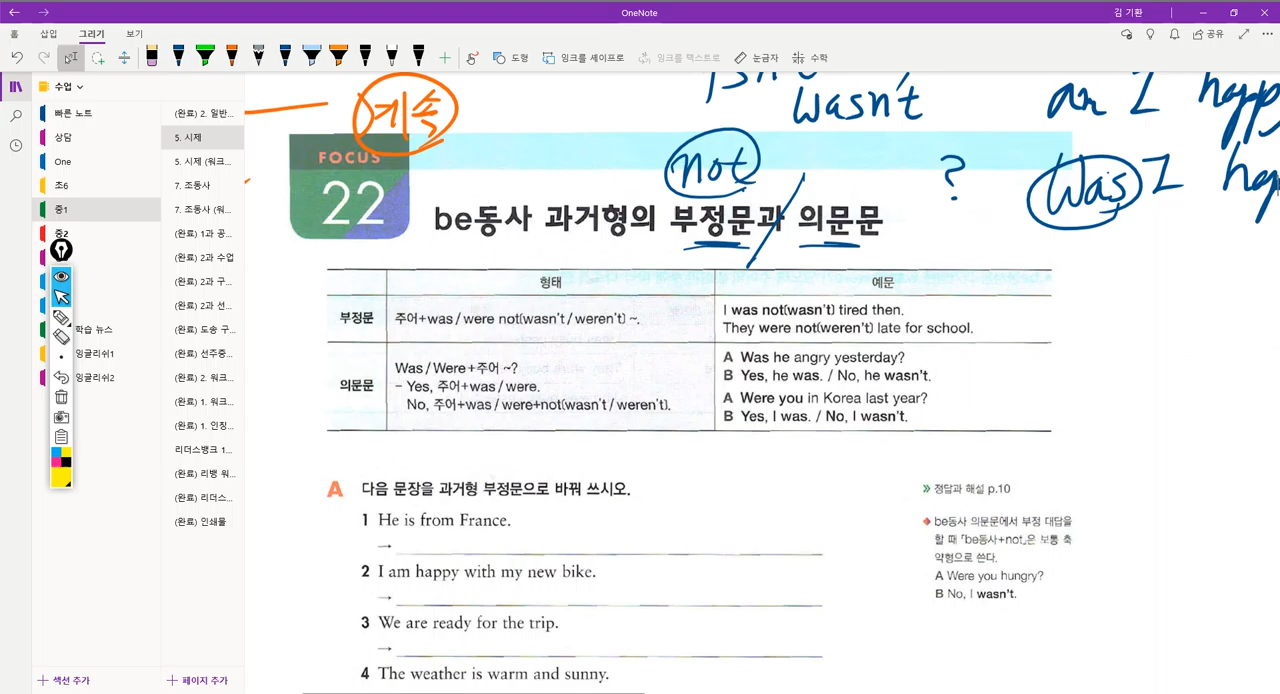 OneNote
김 기환
홈 삽입 그리기 보기
공유
도형 잉크를 셰이프로 잉크를 텍스트로 눈금자 수학
수업
빠른 노트
상담
One
초6
중1
중2
학습 뉴스
잉글리쉬1
잉글리쉬2
섹션 추가
(완료) 2. 일반...
5. 시제
5. 시제 (워크...
7. 조동사
7. 조동사 (워...
(완료) 1과 공...
(완료) 2과 수업
(완료) 2과 구...
(완료) 2과 선...
(완료) 도송 구...
(완료) 선주중...
(완료) 2. 워크...
(완료) 1. 워크...
(완료) 1. 인칭...
리더스뱅크 1...
(완료) 리뱅 워...
(완료) 리더스...
(완료) 인쇄물
페이지 추가
계속
wasn't
I happy
not
?
Was I
FOCUS
22
be동사 과거형의 부정문과 의문문
형태 예문
부정문 주어+was / were not(wasn't / weren't) ~.
I was not(wasn't) tired then.
They were not(weren't) late for school.
의문문
Was / Were+주어 ~?
– Yes, 주어+was / were.
No, 주어+was / were+not(wasn't / weren't).
A Was he angry yesterday?
B Yes, he was. / No, he wasn't.
A Were you in Korea last year?
B Yes, I was. / No, I wasn't.
A 다음 문장을 과거형 부정문으로 바꿔 쓰시오.
1 He is from France.
→
2 I am happy with my new bike.
→
3 We are ready for the trip.
→
4 The weather is warm and sunny.
» 정답과 해설 p.10
be동사 의문문에서 부정 대답을
할 때 「be동사+not」은 보통 축
약형으로 쓴다.
A Were you hungry?
B No, I wasn't.